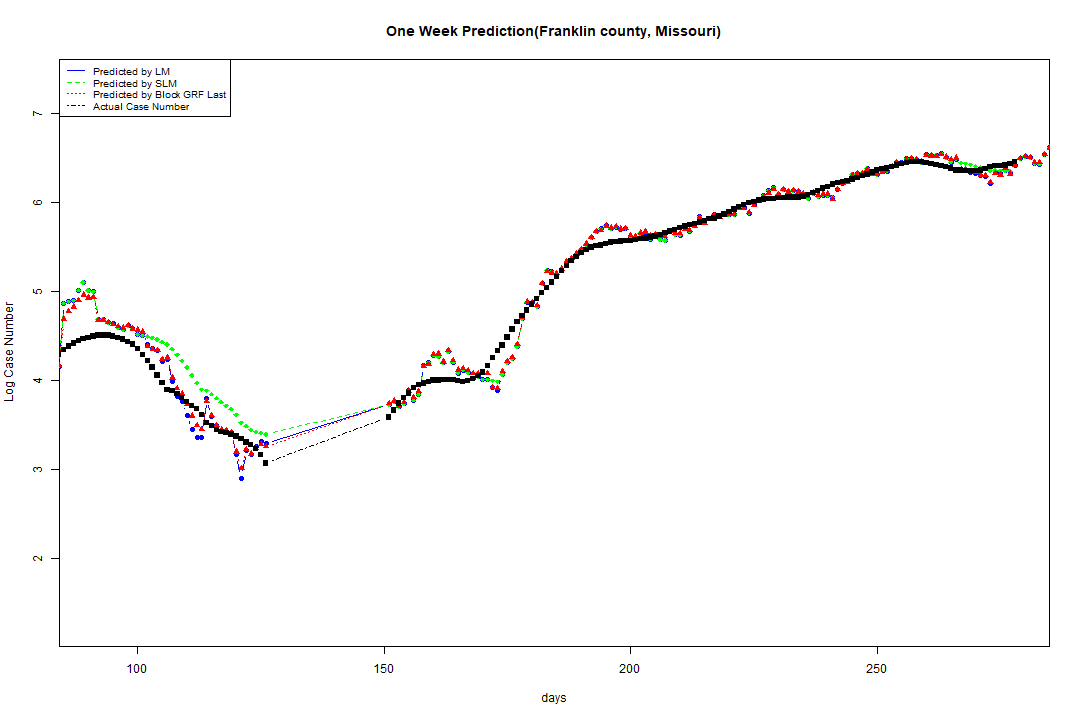 One Week Prediction(Franklin county, Missouri)
Predicted by LM
Predicted by SLM
Predicted by Block GRF Last
Actual Case Number
7
6
5
4
3
2
Log Case Number
100 150 200 250
days